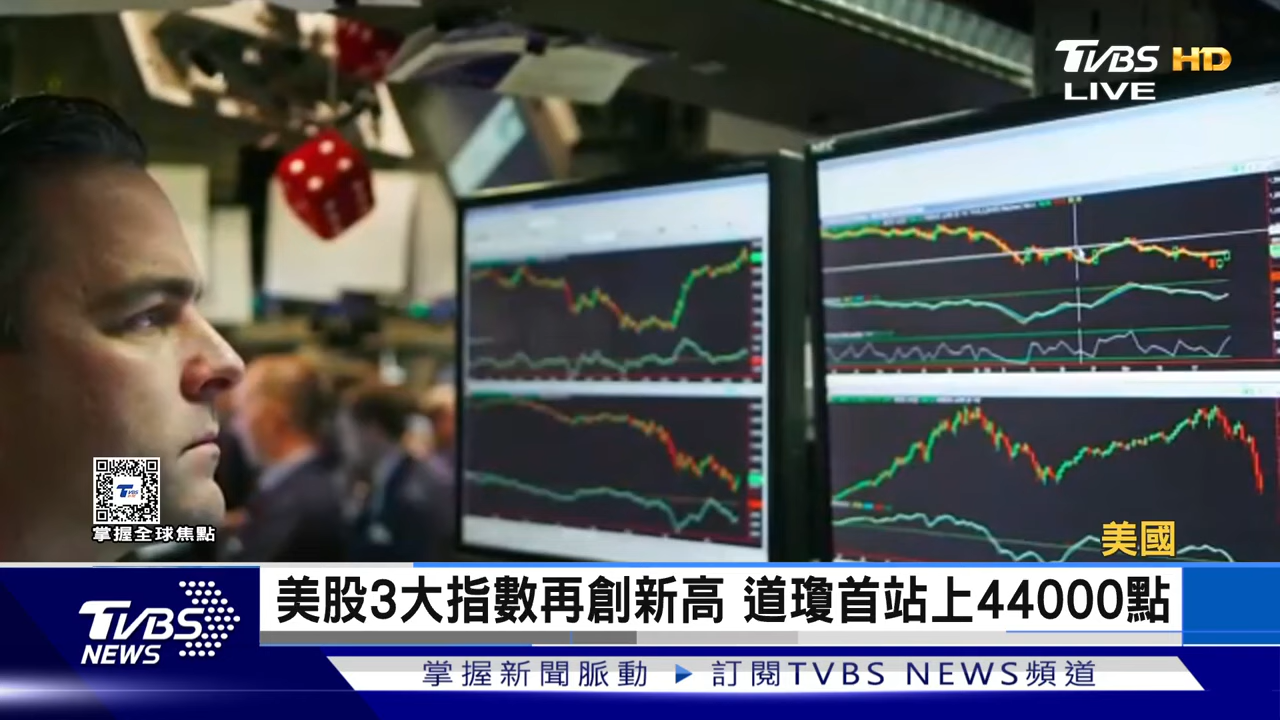 TVBS HD
LIVE
TVBS
掌握全球焦點
美國
美股3大指數再創新高 道瓊首站上44000點
TVBS
NEWS
掌握新聞脈動 ▶ 訂閱TVBS NEWS頻道